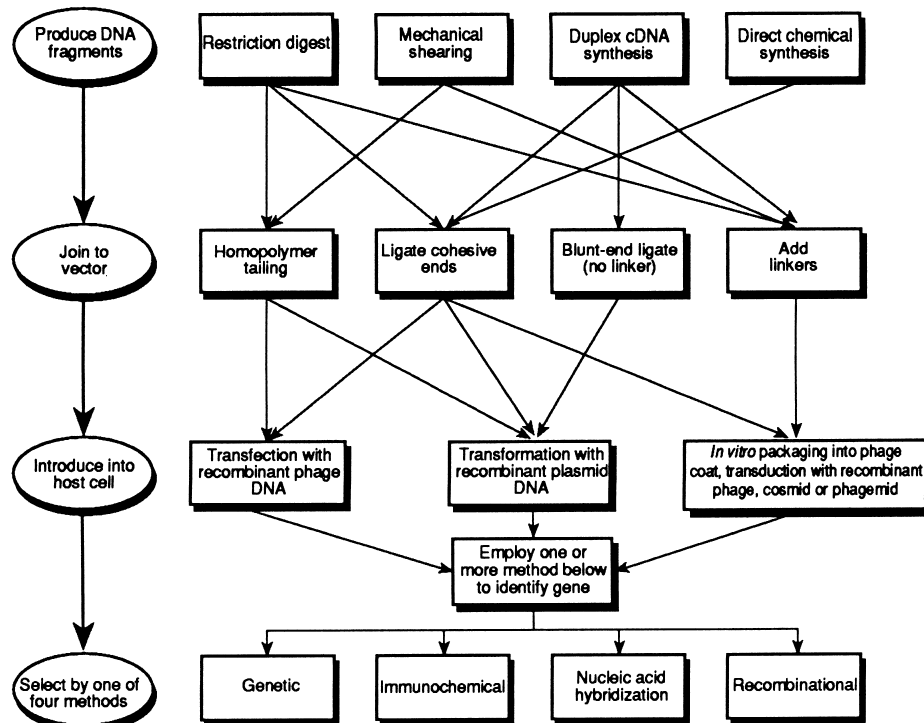 Produce DNA
fragments
Restriction digest
Mechanical
shearing
Duplex cDNA
synthesis
Direct chemical
synthesis
Join to
vector
Homopolymer
tailing
Ligate cohesive
ends
Blunt-end ligate
(no linker)
Add
linkers
Introduce into
host cell
Transfection with
recombinant phage
DNA
Transformation with
recombinant plasmid
DNA
In vitro packaging into phage
coat, transduction with recombinant
phage, cosmid or phagemid
Employ one or
more method below
to identify gene
Select by one of
four methods
Genetic
Immunochemical
Nucleic acid
hybridization
Recombinational